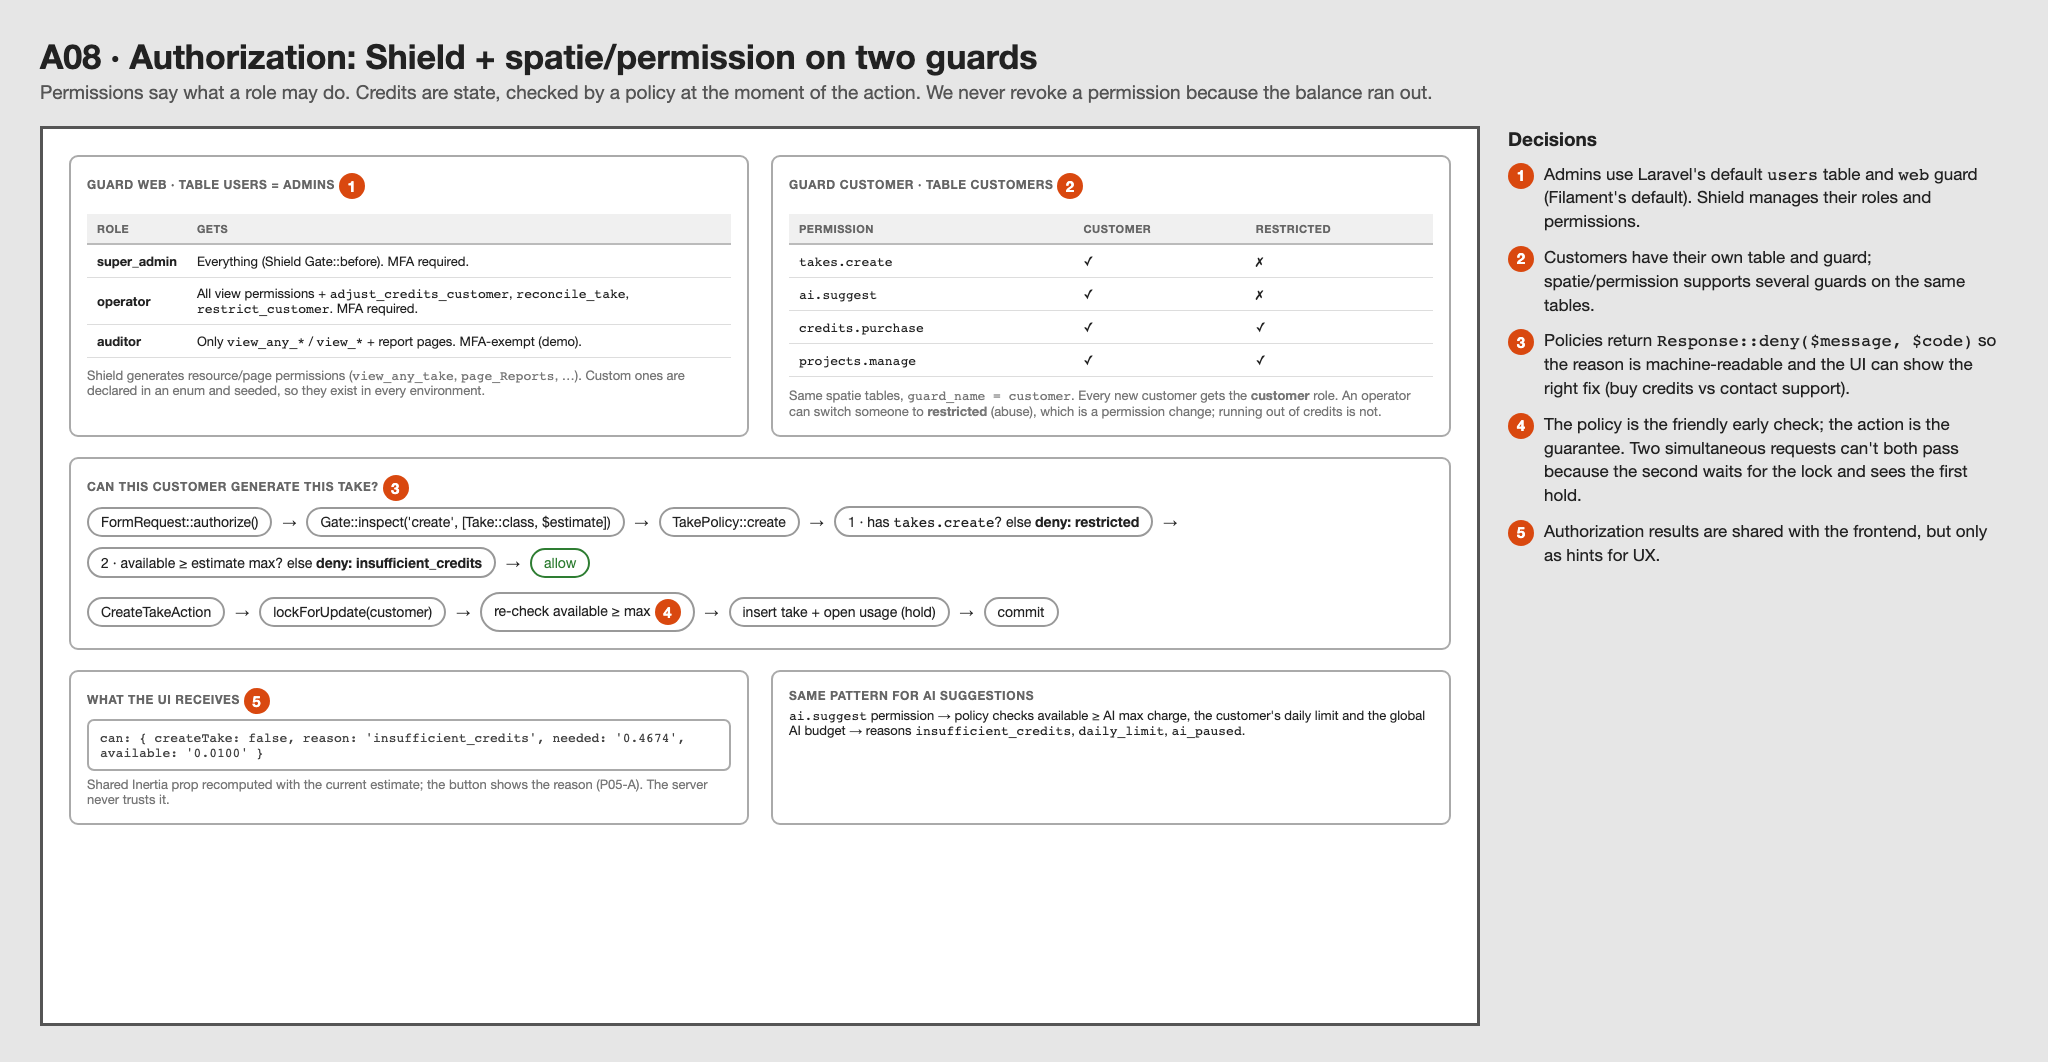 A08 · Authorization: Shield + spatie/permission on two guards
Permissions say what a role may do. Credits are state, checked by a policy at the moment of the action. We never revoke a permission because the balance ran out.
GUARD WEB · TABLE USERS = ADMINS 1
ROLE GETS
super_admin Everything (Shield Gate::before). MFA required.
operator All view permissions + adjust_credits_customer, reconcile_take,
restrict_customer. MFA required.
auditor Only view_any_* / view_* + report pages. MFA-exempt (demo).
Shield generates resource/page permissions (view_any_take, page_Reports, …). Custom ones are
declared in an enum and seeded, so they exist in every environment.
GUARD CUSTOMER · TABLE CUSTOMERS 2
PERMISSION CUSTOMER RESTRICTED
takes.create ✓ ✗
ai.suggest ✓ ✗
credits.purchase ✓ ✓
projects.manage ✓ ✓
Same spatie tables, guard_name = customer. Every new customer gets the customer role. An operator
can switch someone to restricted (abuse), which is a permission change; running out of credits is not.
CAN THIS CUSTOMER GENERATE THIS TAKE? 3
FormRequest::authorize() → Gate::inspect('create', [Take::class, $estimate]) → TakePolicy::create → 1 · has takes.create? else deny: restricted →
2 · available ≥ estimate max? else deny: insufficient_credits → allow
CreateTakeAction → lockForUpdate(customer) → re-check available ≥ max 4 → insert take + open usage (hold) → commit
WHAT THE UI RECEIVES 5
can: { createTake: false, reason: 'insufficient_credits', needed: '0.4674',
available: '0.0100' }
Shared Inertia prop recomputed with the current estimate; the button shows the reason (P05-A). The server
never trusts it.
SAME PATTERN FOR AI SUGGESTIONS
ai.suggest permission → policy checks available ≥ AI max charge, the customer's daily limit and the global
AI budget → reasons insufficient_credits, daily_limit, ai_paused.
Decisions
1 Admins use Laravel's default users table and web guard
(Filament's default). Shield manages their roles and
permissions.
2 Customers have their own table and guard;
spatie/permission supports several guards on the same
tables.
3 Policies return Response::deny($message, $code) so
the reason is machine-readable and the UI can show the
right fix (buy credits vs contact support).
4 The policy is the friendly early check; the action is the
guarantee. Two simultaneous requests can't both pass
because the second waits for the lock and sees the first
hold.
5 Authorization results are shared with the frontend, but only
as hints for UX.